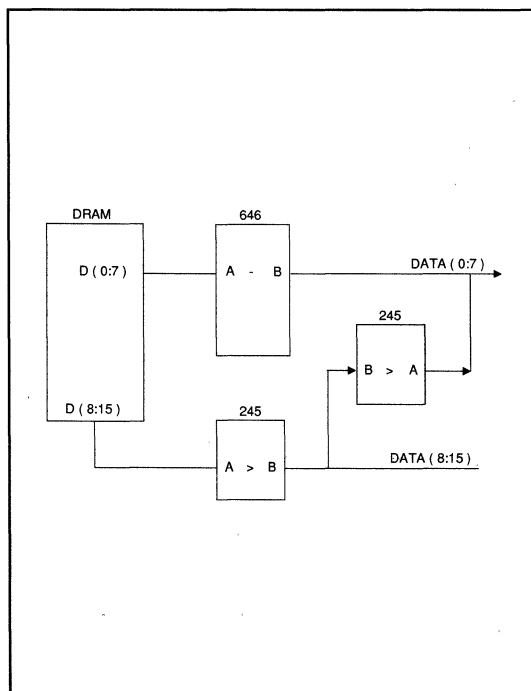 DRAM
646
D ( 0:7 )
A - B
DATA ( 0:7 )
245
B > A
D ( 8:15 )
245
A > B
DATA ( 8:15 )